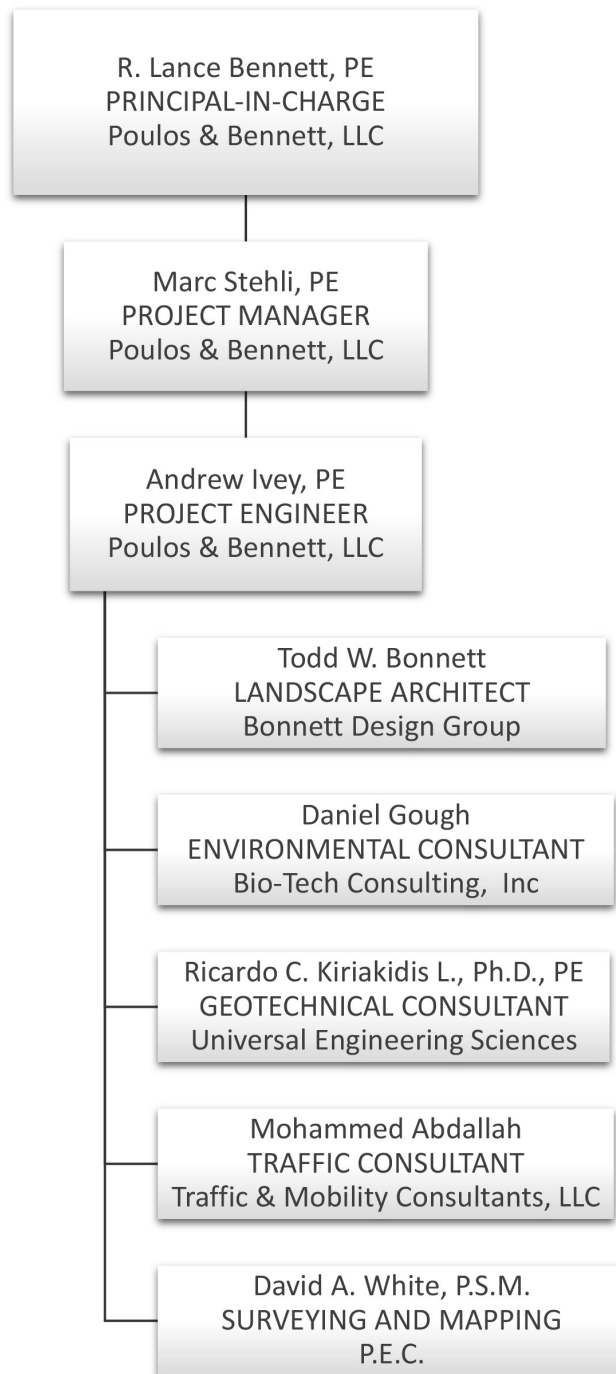 R. Lance Bennett, PE
PRINCIPAL-IN-CHARGE
Poulos & Bennett, LLC
Marc Stehli, PE
PROJECT MANAGER
Poulos & Bennett, LLC
Andrew Ivey, PE
PROJECT ENGINEER
Poulos & Bennett, LLC
Todd W. Bonnett
LANDSCAPE ARCHITECT
Bonnett Design Group
Daniel Gough
ENVIRONMENTAL CONSULTANT
Bio-Tech Consulting,  Inc
Ricardo C. Kiriakidis L., Ph.D., PE
GEOTECHNICAL CONSULTANT
Universal Engineering Sciences
Mohammed Abdallah
TRAFFIC CONSULTANT
Traffic & Mobility Consultants, LLC
David A. White, P.S.M.
SURVEYING AND MAPPING
P.E.C.